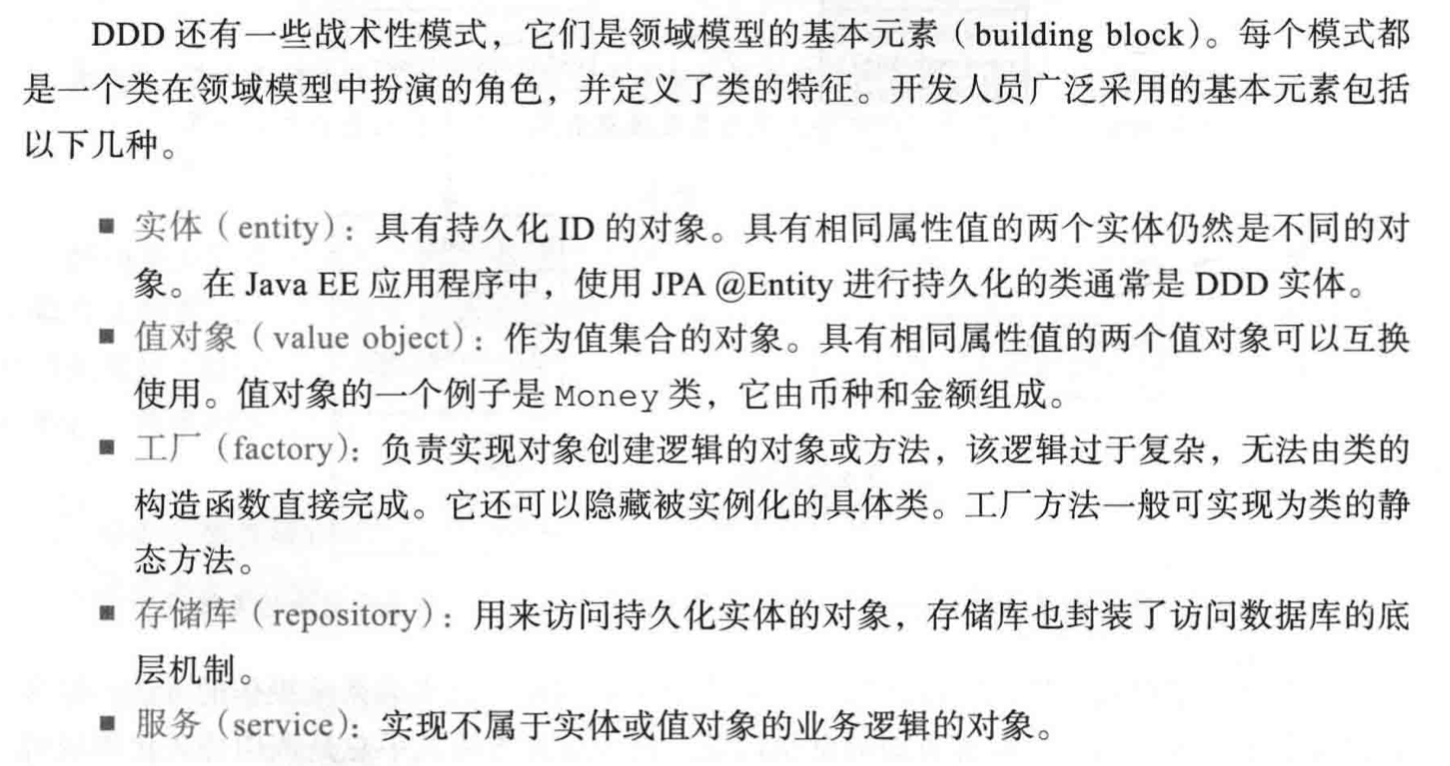 DDD 还有一些战术性模式，它们是领域模型的基本元素（building block）。每个模式都
是一个类在领域模型中扮演的角色，并定义了类的特征。开发人员广泛采用的基本元素包括
以下几种。
■ 实体（entity）：具有持久化 ID 的对象。具有相同属性值的两个实体仍然是不同的对
象。在 Java EE 应用程序中，使用 JPA @Entity 进行持久化的类通常是 DDD 实体。
■ 值对象（value object）：作为值集合的对象。具有相同属性值的两个值对象可以互换
使用。值对象的一个例子是 Money 类，它由币种和金额组成。
■ 工厂（factory）：负责实现对象创建逻辑的对象或方法，该逻辑过于复杂，无法由类的
构造函数直接完成。它还可以隐藏被实例化的具体类。工厂方法一般可实现为类的静
态方法。
■ 存储库（repository）：用来访问持久化实体的对象，存储库也封装了访问数据库的底
层机制。
■ 服务（service）：实现不属于实体或值对象的业务逻辑的对象。